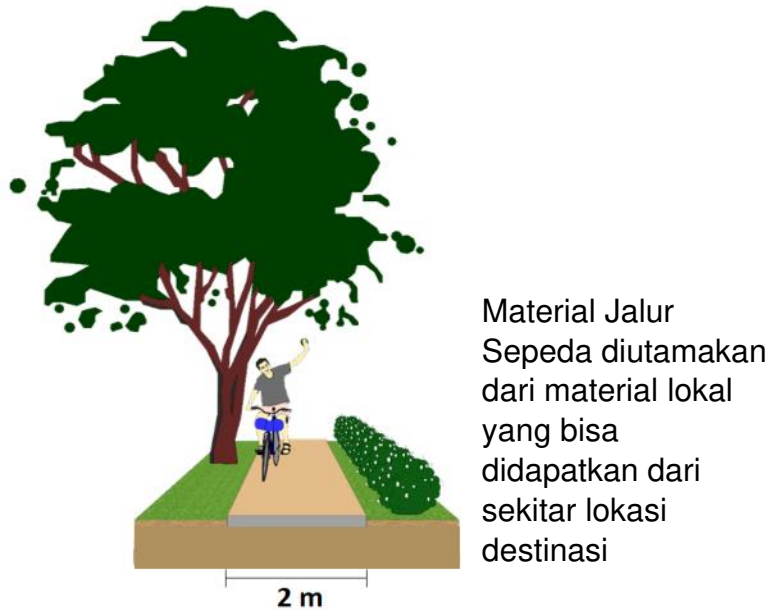 Material Jalur
Sepeda diutamakan
dari material lokal
yang bisa
didapatkan dari
sekitar lokasi
destinasi
2 m